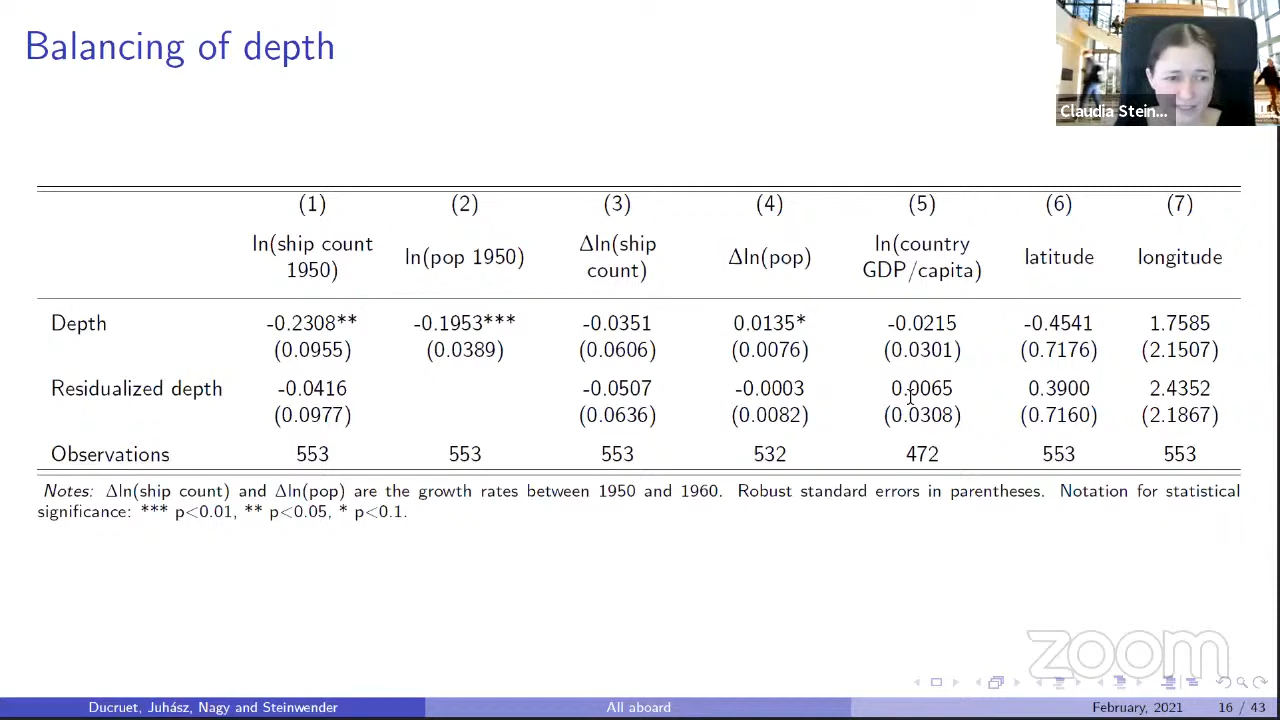 Balancing of depth
Claudia Stein...
(1) (2) (3) (4) (5) (6) (7)
ln(ship count 1950) ln(pop 1950) Δln(ship count) Δln(pop) ln(country GDP/capita) latitude longitude
Depth -0.2308** -0.1953*** -0.0351 0.0135* -0.0215 -0.4541 1.7585
(0.0955) (0.0389) (0.0606) (0.0076) (0.0301) (0.7176) (2.1507)
Residualized depth -0.0416 -0.0507 -0.0003 0.0065 0.3900 2.4352
(0.0977) (0.0636) (0.0082) (0.0308) (0.7160) (2.1867)
Observations 553 553 553 532 472 553 553
Notes: Δln(ship count) and Δln(pop) are the growth rates between 1950 and 1960. Robust standard errors in parentheses. Notation for statistical
significance: *** p<0.01, ** p<0.05, * p<0.1.
zoom
Ducruet, Juhász, Nagy and Steinwender All aboard February, 2021 16 / 43